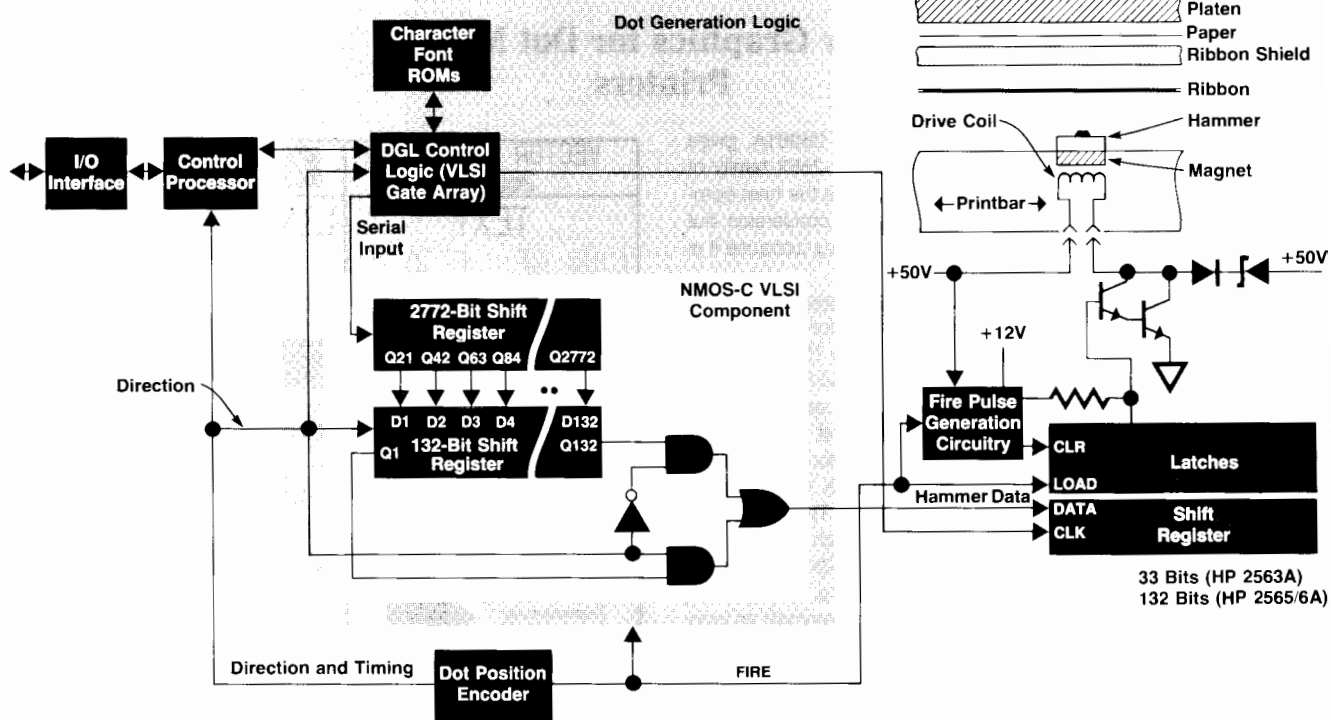 Dot Generation Logic
Character
Font
ROMs
I/O
Interface
Control
Processor
DGL Control
Logic (VLSI
Gate Array)
Serial
Input
NMOS-C VLSI
Component
2772-Bit Shift
Register
Q21 Q42 Q63 Q84 Q2772
Direction
D1 D2 D3 D4 D132
Q1 132-Bit Shift Q132
Register
Direction and Timing
Dot Position
Encoder
FIRE
Platen
Paper
Ribbon Shield
Ribbon
Drive Coil
Hammer
Magnet
Printbar
+50V
+50V
+12V
Fire Pulse
Generation
Circuitry
CLR
Latches
LOAD
Hammer Data
DATA
Shift
Register
CLK
33 Bits (HP 2563A)
132 Bits (HP 2565/6A)